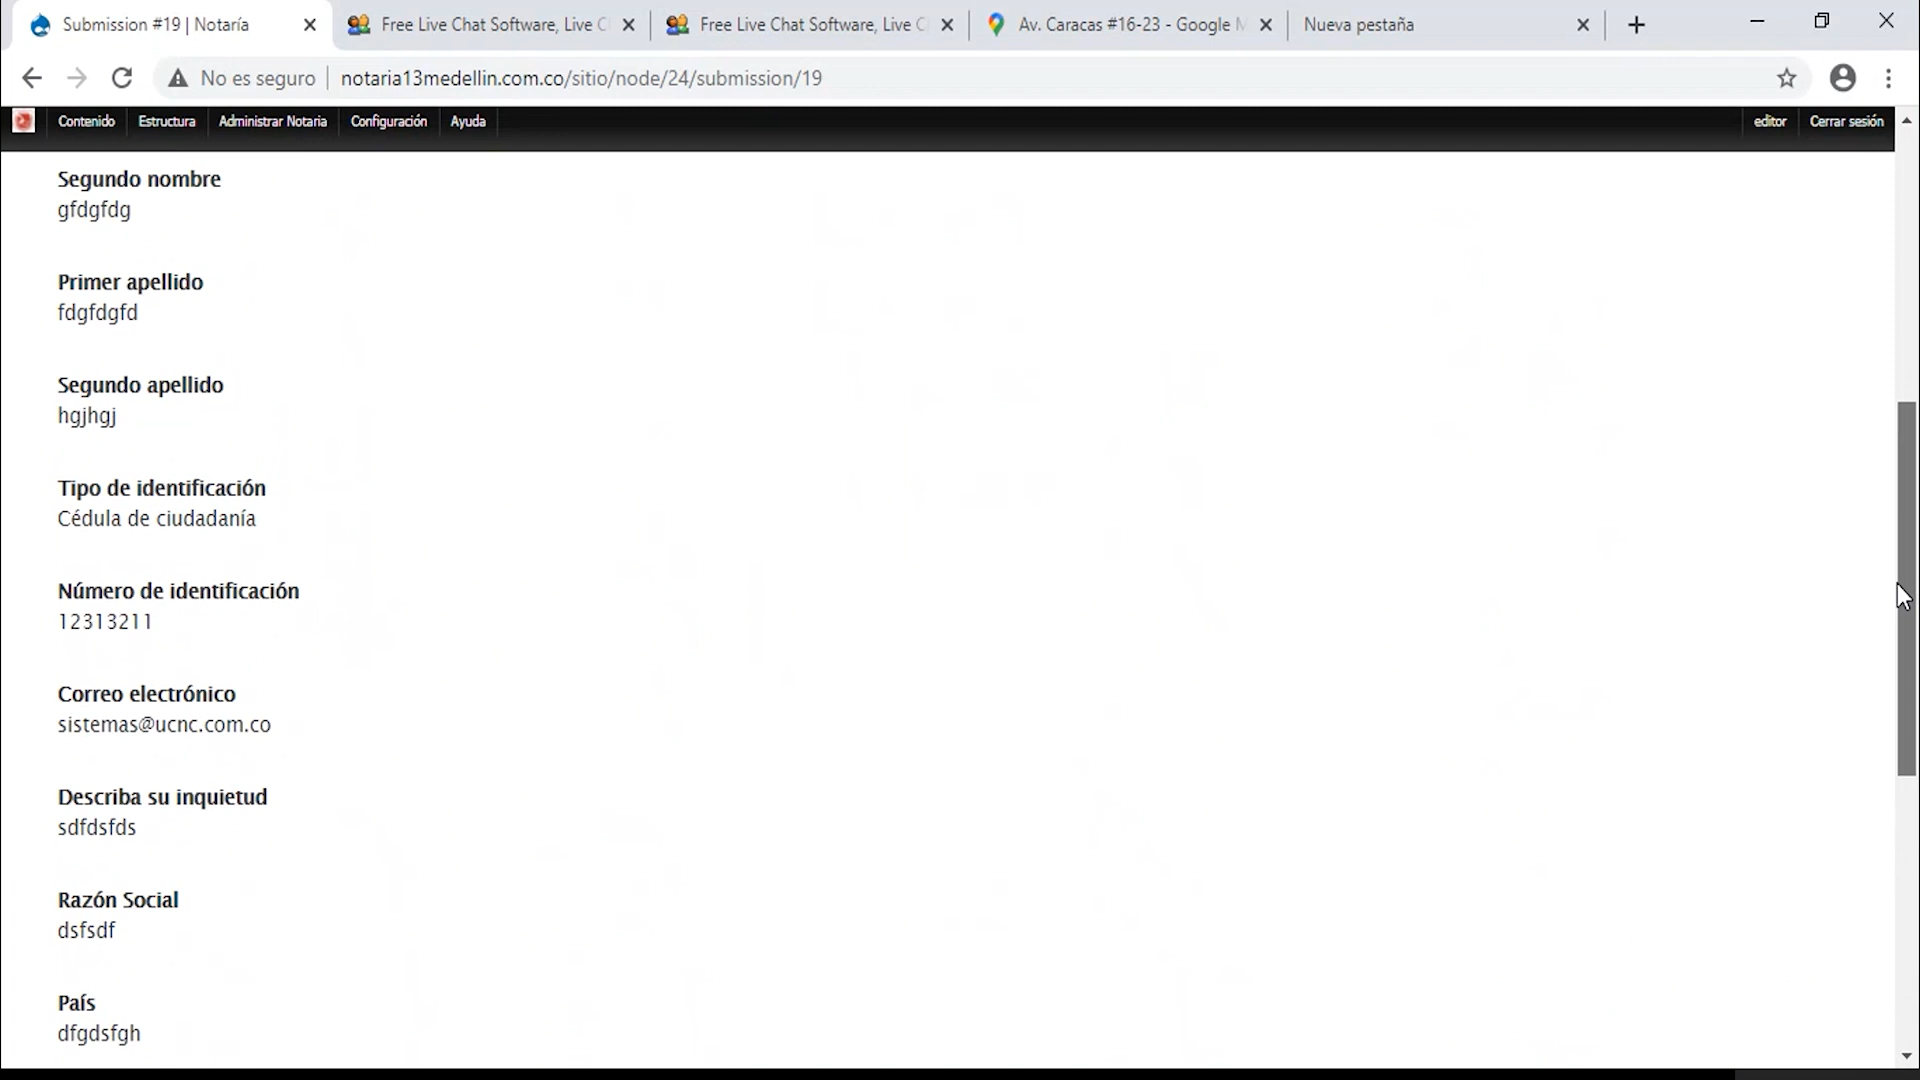 Submission #19 | Notaría
Free Live Chat Software, Live C
Free Live Chat Software, Live C
Av. Caracas #16-23 - Google M
Nueva pestaña
No es seguro
notaria13medellin.com.co/sitio/node/24/submission/19
Contenido
Estructura
Administrar Notaria
Configuración
Ayuda
editor
Cerrar sesión
Segundo nombre
gfdgfdg
Primer apellido
fdgfdgfd
Segundo apellido
hgjhgj
Tipo de identificación
Cédula de ciudadanía
Número de identificación
12313211
Correo electrónico
sistemas@ucnc.com.co
Describa su inquietud
sdfdsfds
Razón Social
dsfsdf
País
dfgdsfgh